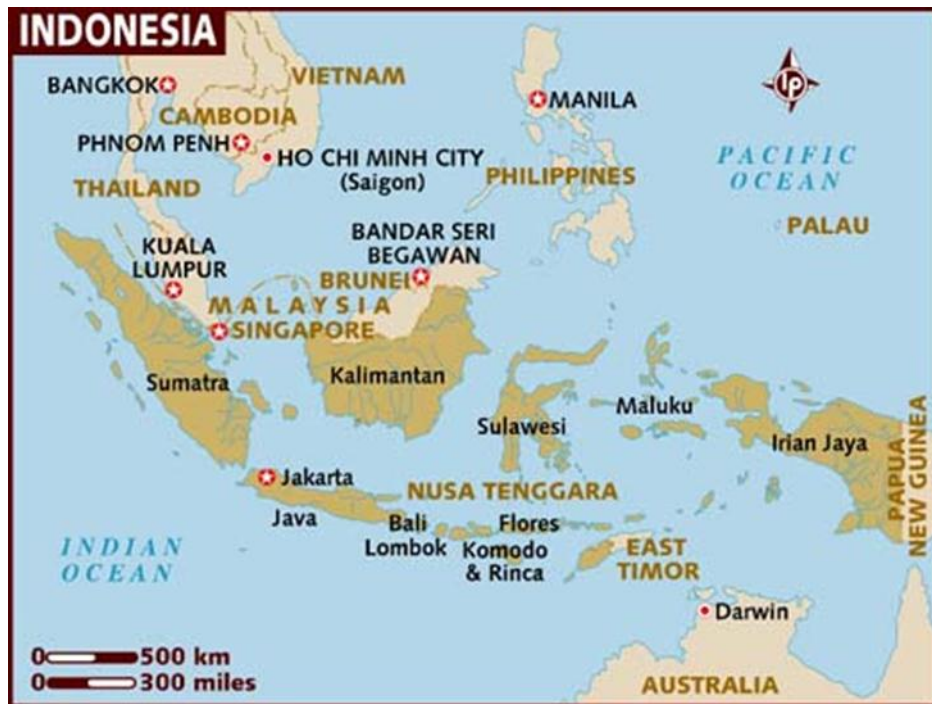 INDONESIA
BANGKOK
VIETNAM
CAMBODIA
MANILA
lp
PHNOM PENH
HO CHI MINH CITY
(Saigon)
PACIFIC
OCEAN
THAILAND
PHILIPPINES
PALAU
KUALA
LUMPUR
BANDAR SERI
BEGAWAN
BRUNEI
MALAYSIA
SINGAPORE
Sumatra
Kalimantan
Sulawesi
Maluku
Irian Jaya
PAPUA
NEW GUINEA
Jakarta
NUSA TENGGARA
Java
Bali
Flores
Lombok
Komodo
& Rinca
EAST
TIMOR
INDIAN
OCEAN
Darwin
0 500 km
0 300 miles
AUSTRALIA